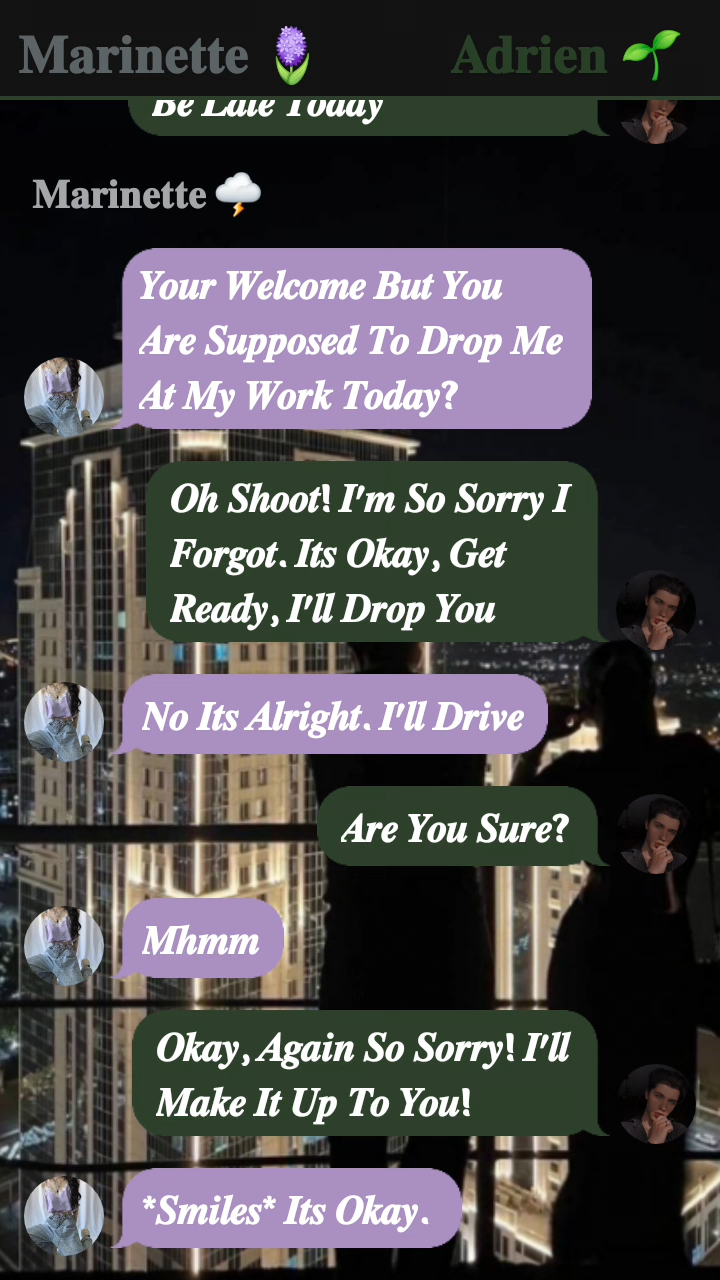 Marinette 🪻 Adrien 🌱
Be Late Today
Marinette 🌩️
Your Welcome But You
Are Supposed To Drop Me
At My Work Today?
Oh Shoot! I'm So Sorry I
Forgot. Its Okay, Get
Ready, I'll Drop You
No Its Alright. I'll Drive
Are You Sure?
Mhmm
Okay, Again So Sorry! I'll
Make It Up To You!
*Smiles* Its Okay.